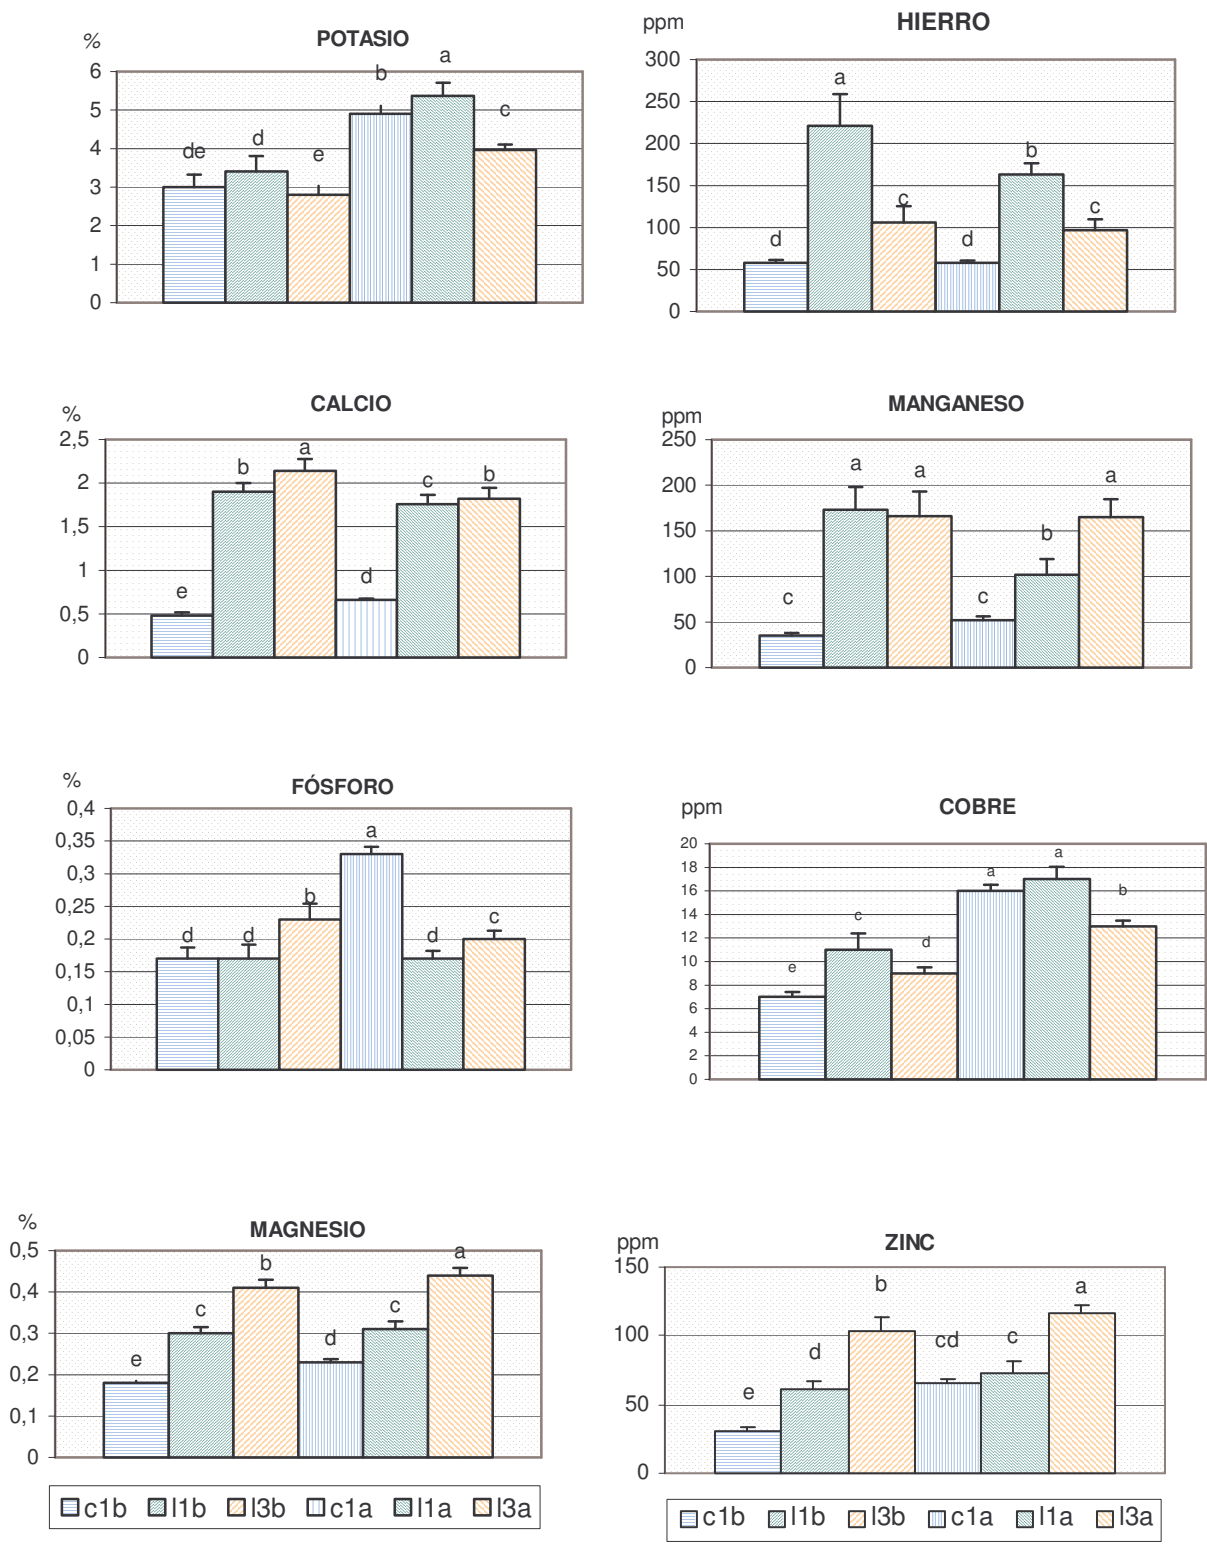 POTASIO
%
6
5
4
3
2
1
0
de
d
e
b
a
c
HIERRO
ppm
300
250
200
150
100
50
0
d
a
c
d
b
c
CALCIO
%
2,5
2
1,5
1
0,5
0
e
b
a
d
c
b
MANGANESO
ppm
250
200
150
100
50
0
c
a
a
c
b
a
FÓSFORO
%
0,4
0,35
0,3
0,25
0,2
0,15
0,1
0,05
0
d
d
b
a
d
c
COBRE
ppm
20
18
16
14
12
10
8
6
4
2
0
e
c
d
a
a
b
MAGNESIO
%
0,5
0,4
0,3
0,2
0,1
0
e
c
b
d
c
a
c1b l1b l3b c1a l1a l3a
ZINC
ppm
150
100
50
0
e
d
b
cd
c
a
c1b l1b l3b c1a l1a l3a